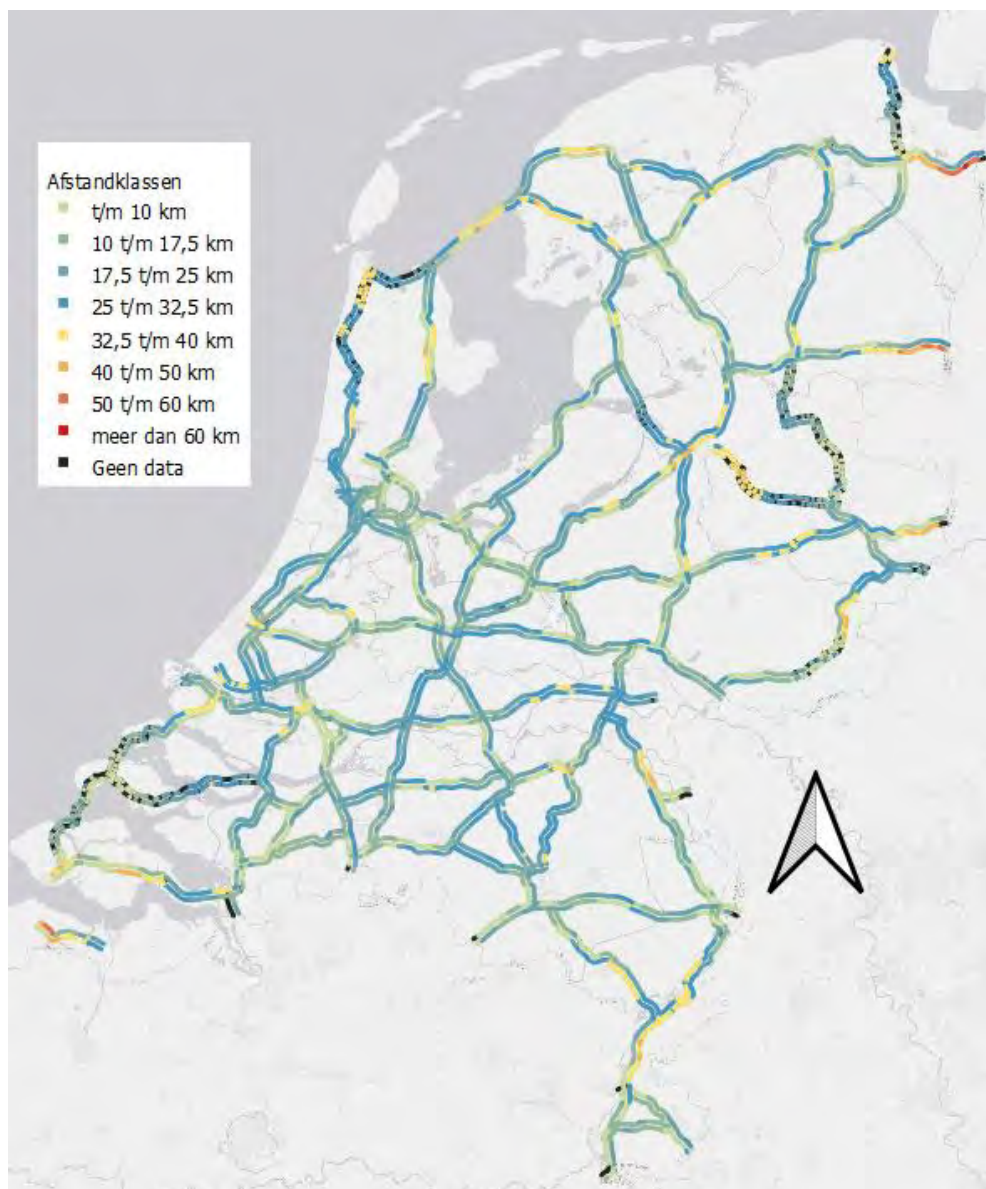 Afstandklassen
t/m 10 km
10 t/m 17,5 km
17,5 t/m 25 km
25 t/m 32,5 km
32,5 t/m 40 km
40 t/m 50 km
50 t/m 60 km
meer dan 60 km
Geen data